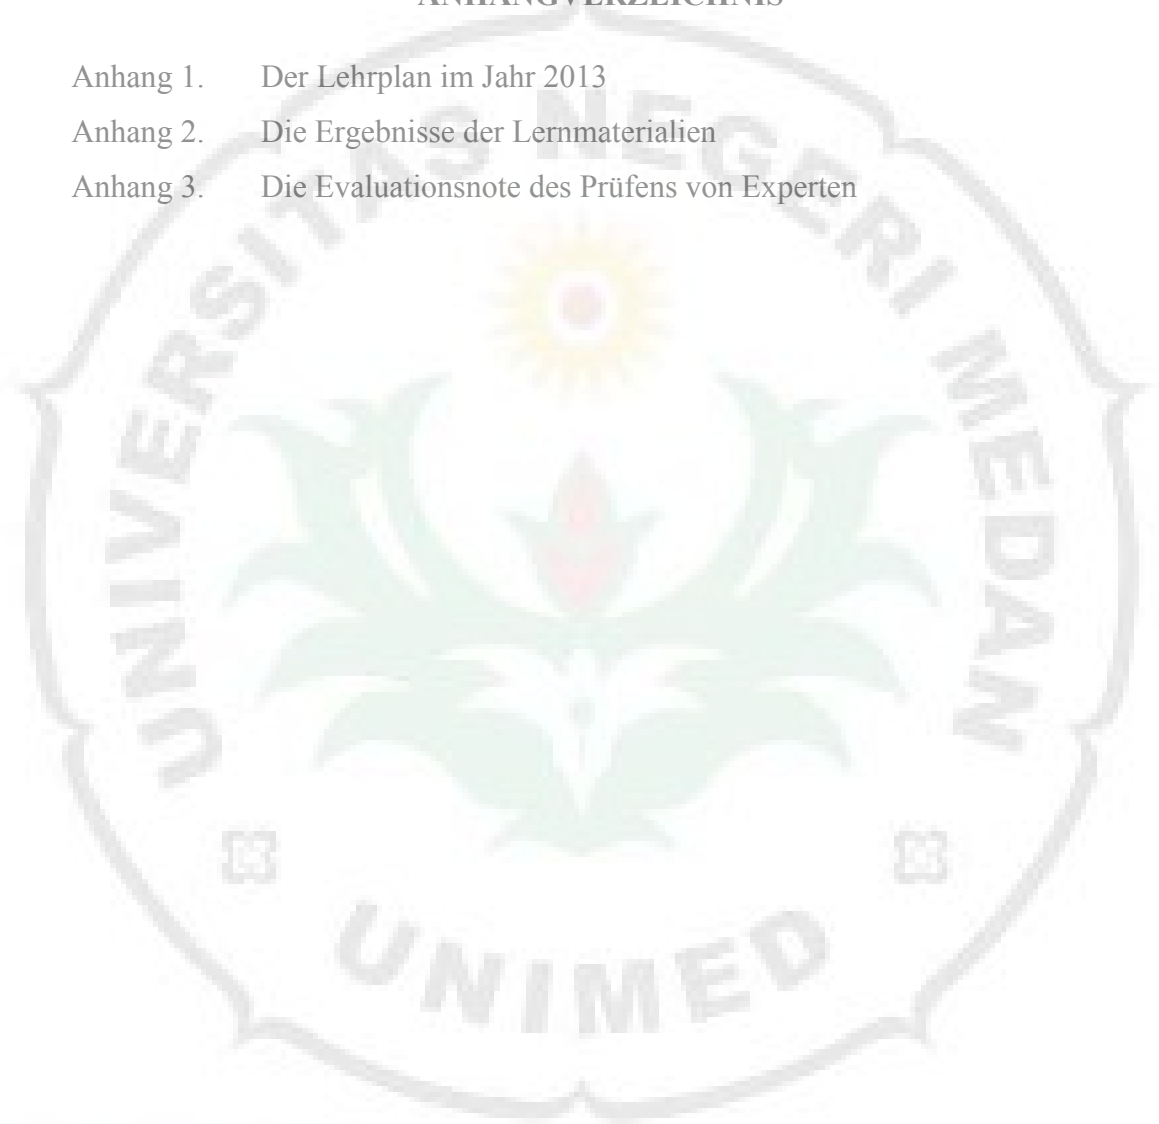 ANHANGVERZEICHNIS
Anhang 1. Der Lehrplan im Jahr 2013
Anhang 2. Die Ergebnisse der Lernmaterialien
Anhang 3. Die Evaluationsnote des Prüfens von Experten
UNIVERSITAS NEGERI MEDAN
UNIMED